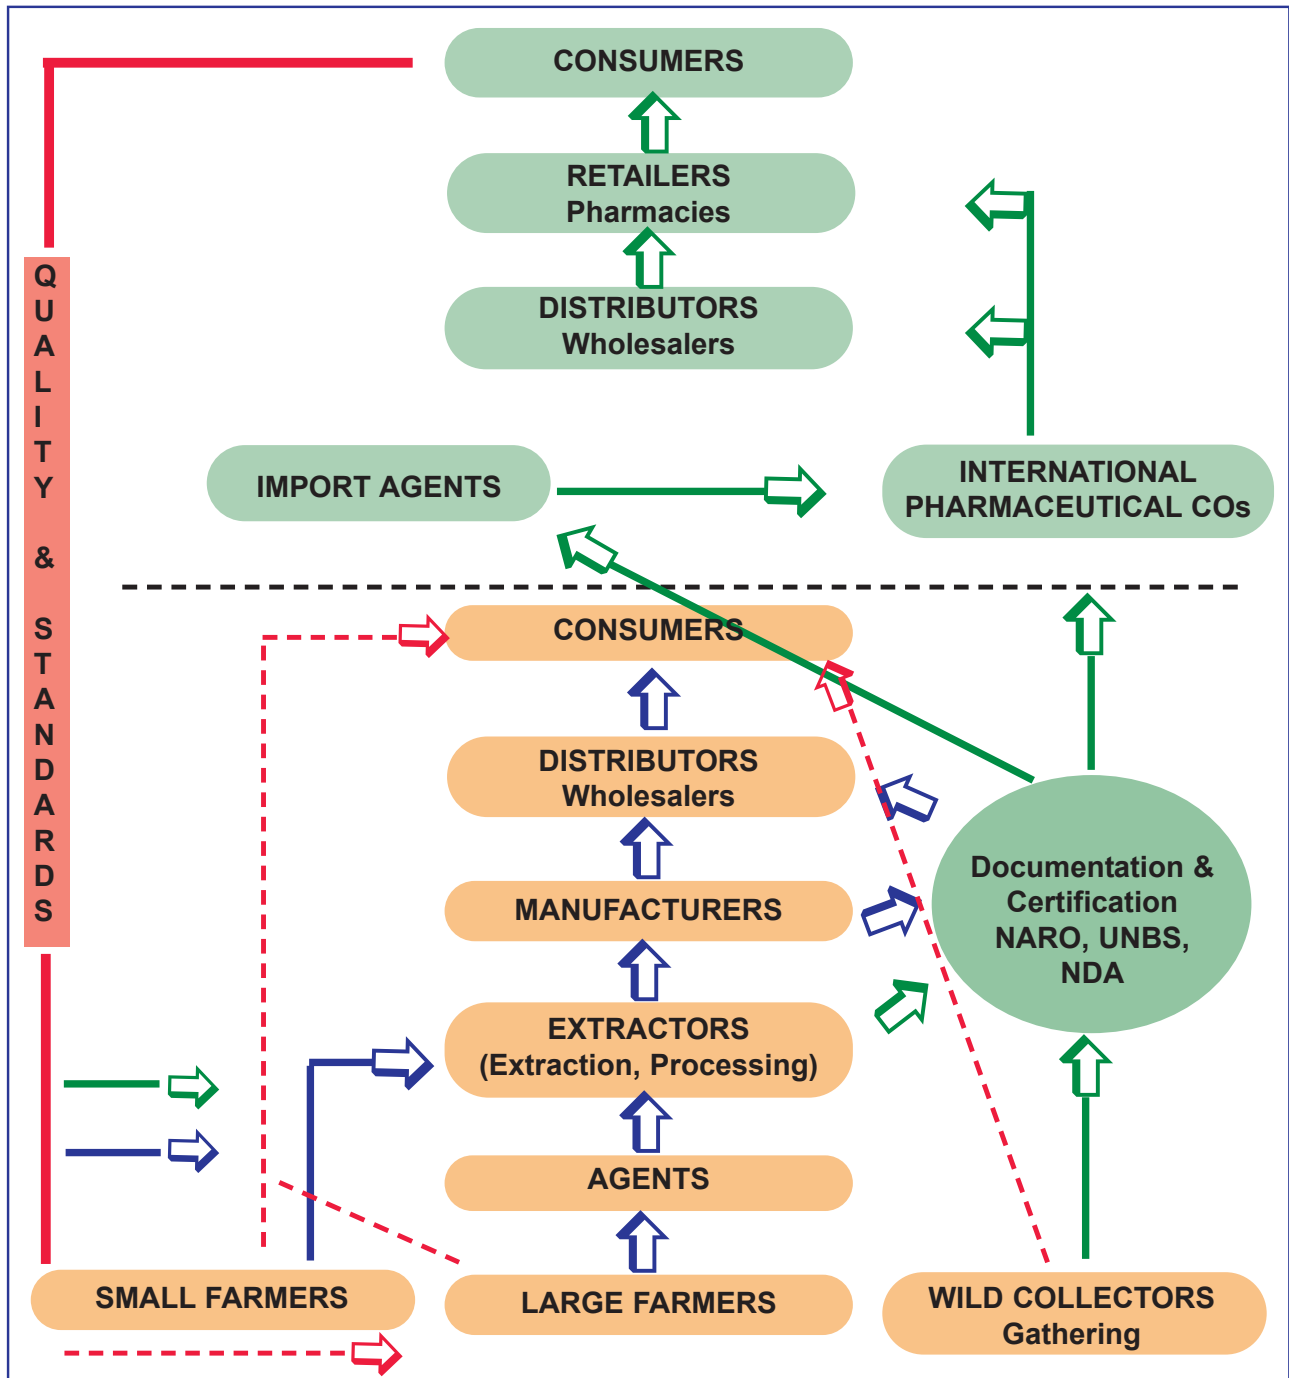 CONSUMERS
RETAILERS
Pharmacies
DISTRIBUTORS
Wholesalers
QUALITY & STANDARDS
IMPORT AGENTS
INTERNATIONAL
PHARMACEUTICAL COs
CONSUMERS
DISTRIBUTORS
Wholesalers
MANUFACTURERS
Documentation &
Certification
NARO, UNBS,
NDA
EXTRACTORS
(Extraction, Processing)
AGENTS
SMALL FARMERS
LARGE FARMERS
WILD COLLECTORS
Gathering